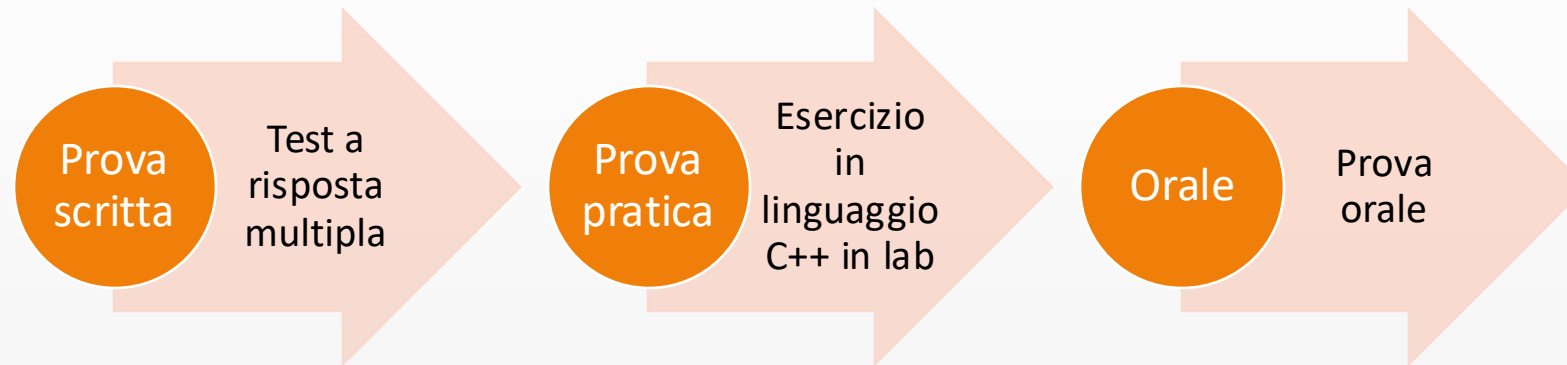 Prova
scritta
Test a
risposta
multipla
Prova
pratica
Esercizio
in
linguaggio
C++ in lab
Orale
Prova
orale